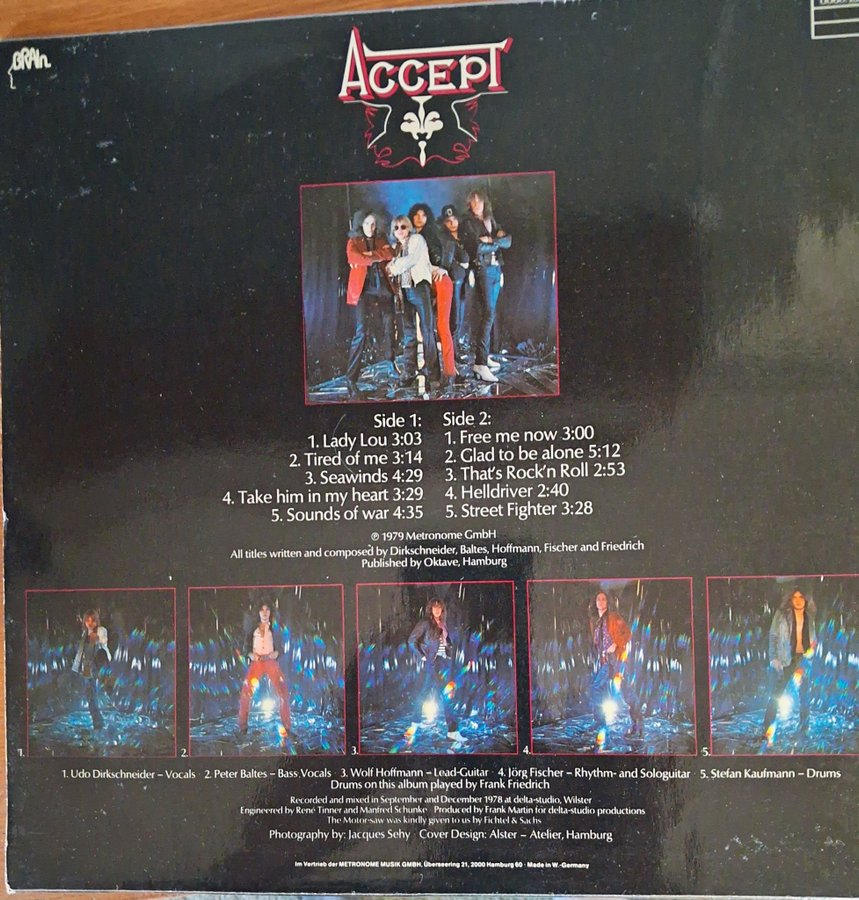 BRAIN
ACCEPT
Side 1:
1. Lady Lou 3:03
2. Tired of me 3:14
3. Seawinds 4:29
4. Take him in my heart 3:29
5. Sounds of war 4:35
Side 2:
1. Free me now 3:00
2. Glad to be alone 5:12
3. That's Rock'n Roll 2:53
4. Helldriver 2:40
5. Street Fighter 3:28
℗ 1979 Metronome GmbH
All titles written and composed by Dirkschneider, Baltes, Hoffmann, Fischer and Friedrich
Published by Oktave, Hamburg
1.
2.
3.
4.
5.
1. Udo Dirkschneider – Vocals · 2. Peter Baltes – Bass Vocals · 3. Wolf Hoffmann – Lead-Guitar · 4. Jörg Fischer – Rhythm- and Sologuitar · 5. Stefan Kaufmann – Drums
Drums on this album played by Frank Friedrich
Recorded and mixed in September and December 1978 at delta-studio, Wilster
Engineered by René Tinner and Manfred Schunke · Produced by Frank Martin for delta-studio productions
The Motor-saw was kindly given to us by Fichtel & Sachs
Photography by: Jacques Sehy · Cover Design: Alster – Atelier, Hamburg
Im Vertrieb der METRONOME MUSIK GMBH, Überseering 21, 2000 Hamburg 60 · Made in W.-Germany